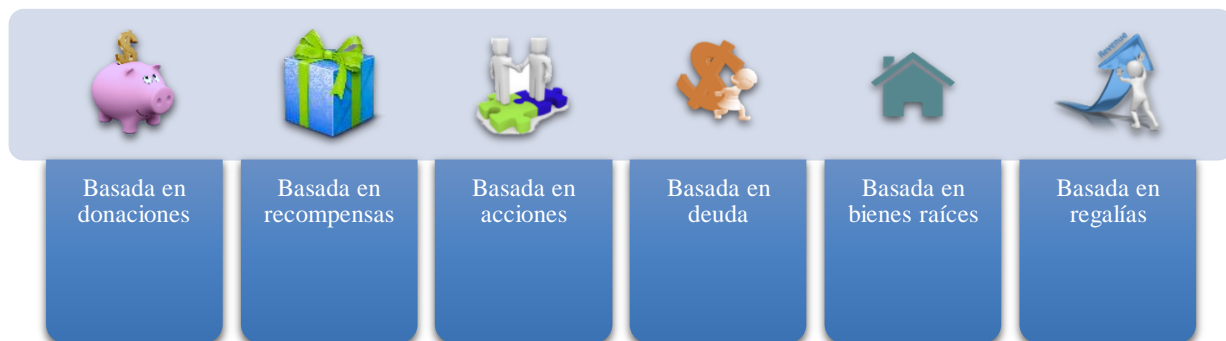 $
Revenue
Basada en
donaciones
Basada en
recompensas
Basada en
acciones
$
Basada en
deuda
Basada en
bienes raíces
Basada en
regalías